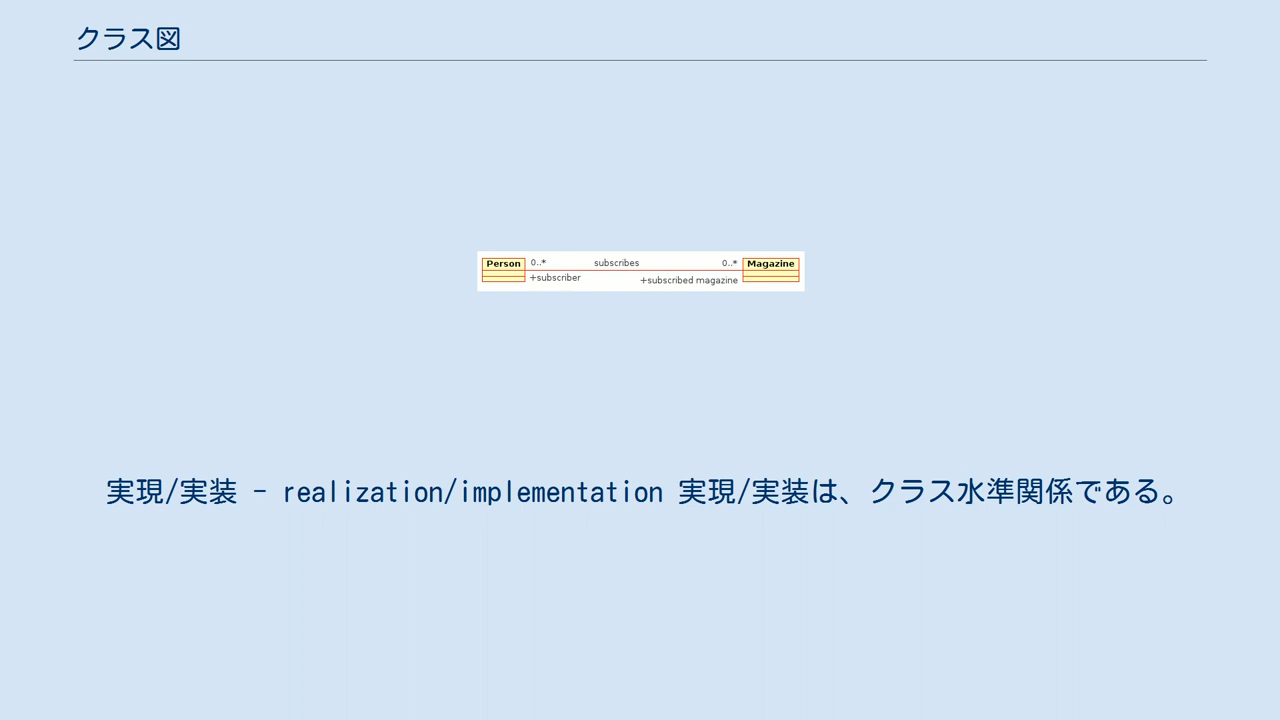 クラス図
Person 0..* subscribes 0..* Magazine
+subscriber +subscribed magazine
実現/実装 - realization/implementation 実現/実装は、クラス水準関係である。